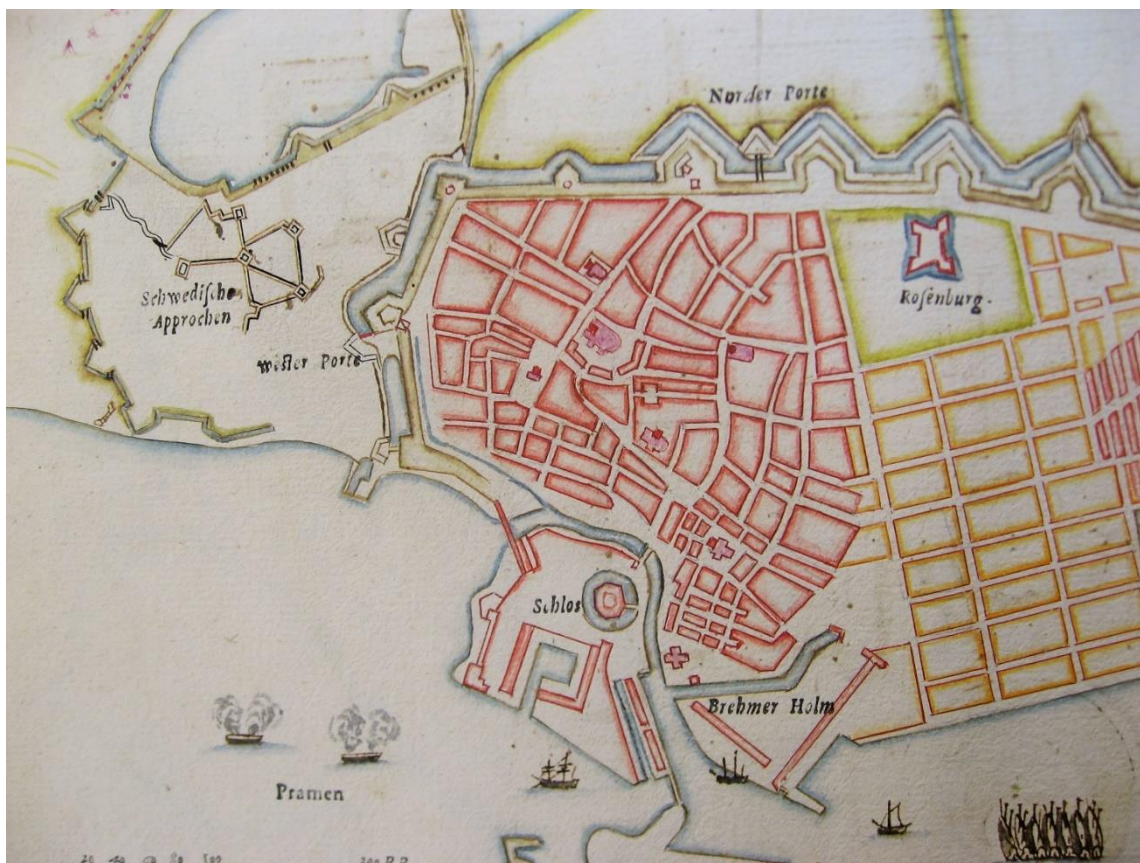 Norder Porte
Rosenburg.
Schwedische
Approchen
Wester Porte
Schlos
Brehmer Holm
Pramen